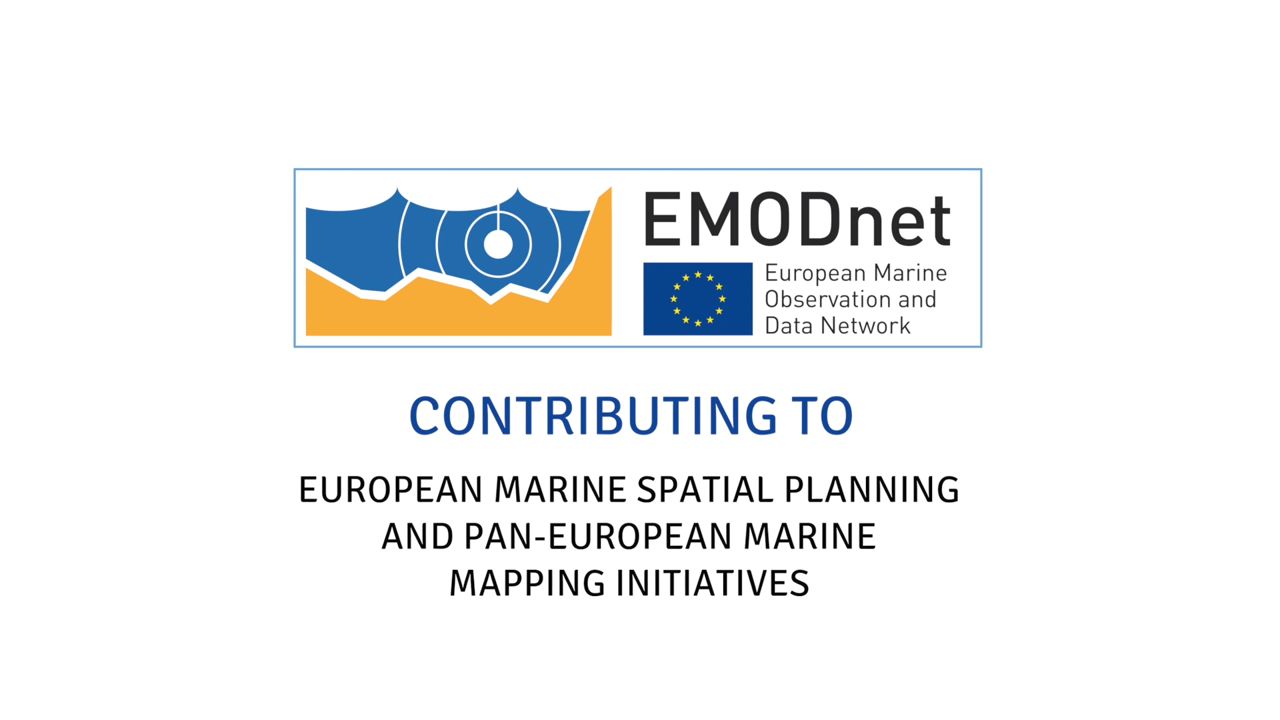 EMODnet
European Marine
Observation and
Data Network
CONTRIBUTING TO
EUROPEAN MARINE SPATIAL PLANNING
AND PAN-EUROPEAN MARINE
MAPPING INITIATIVES